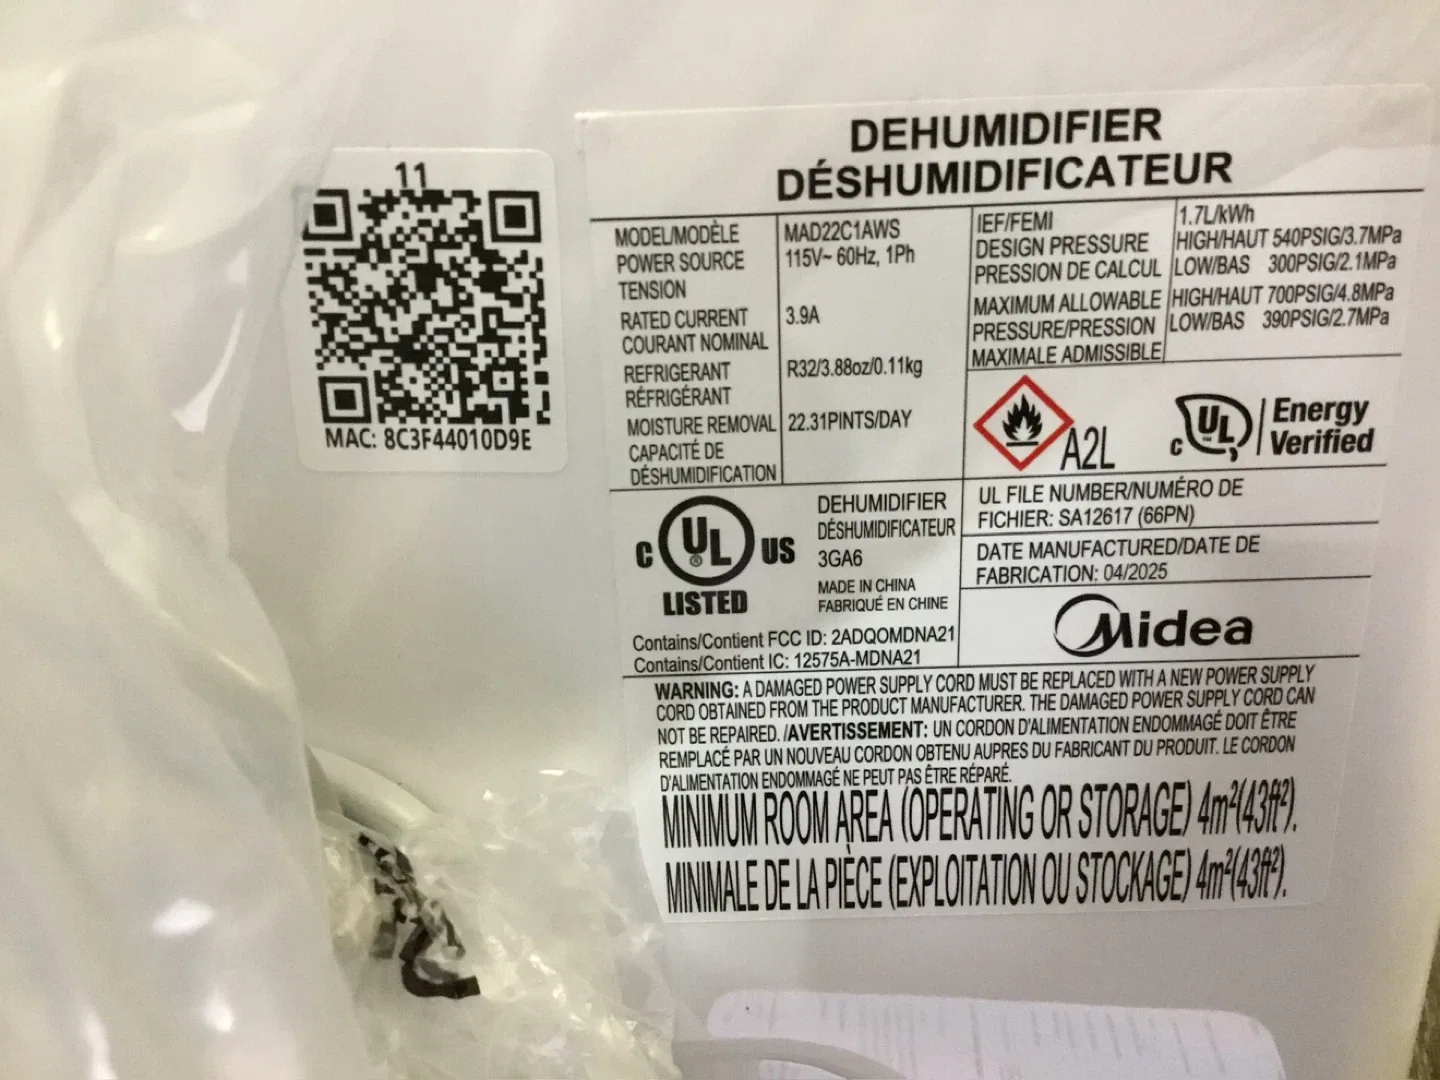 11
MAC: 8C3F44010D9E
DEHUMIDIFIER
DÉSHUMIDIFICATEUR
MODEL/MODÈLE MAD22C1AWS
POWER SOURCE 115V~ 60Hz, 1Ph
TENSION
RATED CURRENT 3.9A
COURANT NOMINAL
REFRIGERANT R32/3.88oz/0.11kg
RÉFRIGÉRANT
MOISTURE REMOVAL 22.31PINTS/DAY
CAPACITÉ DE
DÉSHUMIDIFICATION
IEF/FEMI 1.7L/kWh
DESIGN PRESSURE HIGH/HAUT 540PSIG/3.7MPa
PRESSION DE CALCUL LOW/BAS 300PSIG/2.1MPa
MAXIMUM ALLOWABLE HIGH/HAUT 700PSIG/4.8MPa
PRESSURE/PRESSION LOW/BAS 390PSIG/2.7MPa
MAXIMALE ADMISSIBLE
A2L
C UL Energy
Verified
C UL US
®
LISTED
DEHUMIDIFIER
DÉSHUMIDIFICATEUR
3GA6
MADE IN CHINA
FABRIQUÉ EN CHINE
Contains/Contient FCC ID: 2ADQOMDNA21
Contains/Contient IC: 12575A-MDNA21
UL FILE NUMBER/NUMÉRO DE
FICHIER: SA12617 (66PN)
DATE MANUFACTURED/DATE DE
FABRICATION: 04/2025
Midea
WARNING: A DAMAGED POWER SUPPLY CORD MUST BE REPLACED WITH A NEW POWER SUPPLY
CORD OBTAINED FROM THE PRODUCT MANUFACTURER. THE DAMAGED POWER SUPPLY CORD CAN
NOT BE REPAIRED. /AVERTISSEMENT: UN CORDON D'ALIMENTATION ENDOMMAGÉ DOIT ÊTRE
REMPLACÉ PAR UN NOUVEAU CORDON OBTENU AUPRES DU FABRICANT DU PRODUIT. LE CORDON
D'ALIMENTATION ENDOMMAGÉ NE PEUT PAS ÊTRE RÉPARÉ.
MINIMUM ROOM AREA (OPERATING OR STORAGE) 4m²(43ft²).
MINIMALE DE LA PIÈCE (EXPLOITATION OU STOCKAGE) 4m²(43ft²).